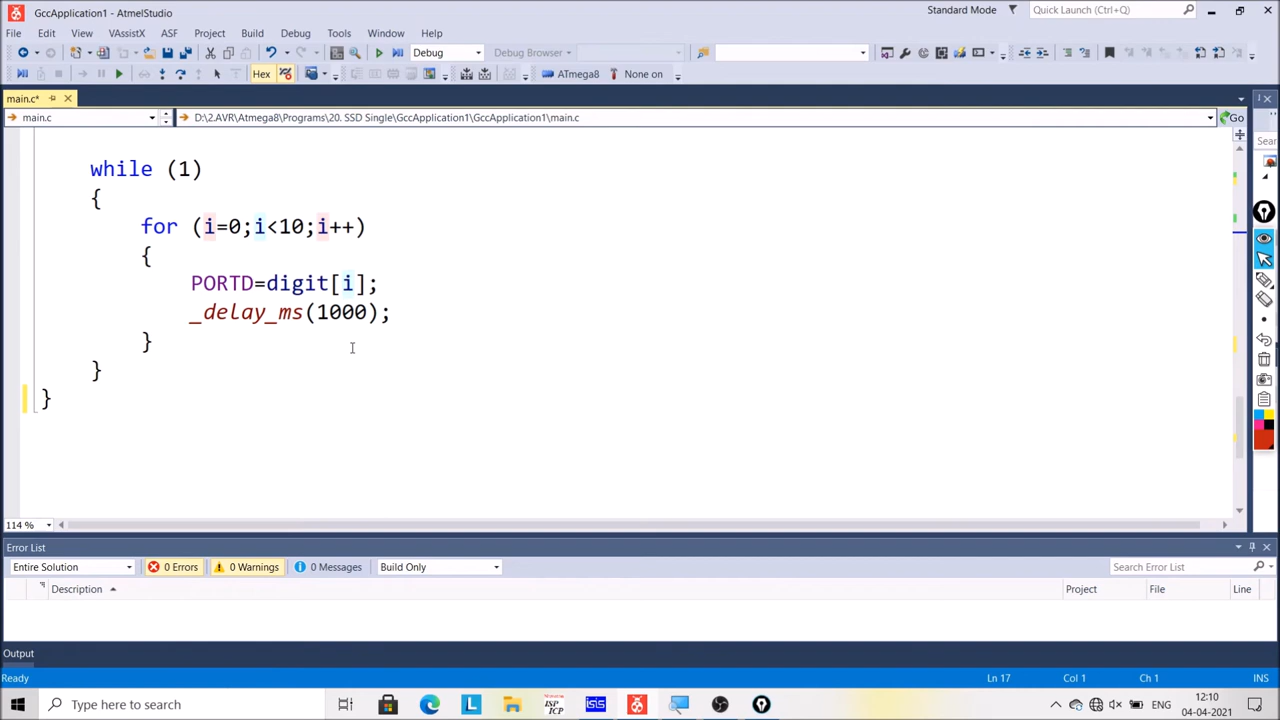 GccApplication1 - AtmelStudio
Standard Mode
Quick Launch (Ctrl+Q)
File Edit View VAssistX ASF Project Build Debug Tools Window Help
Debug
Debug Browser
Hex
ATmega8
None on
main.c*
main.c
D:\2.AVR\Atmega8\Programs\20. SSD Single\GccApplication1\GccApplication1\main.c
Go
Sear
while (1)
{
for (i=0;i<10;i++)
{
PORTD=digit[i];
_delay_ms(1000);
}
}
}
114 %
Error List
Entire Solution
0 Errors
0 Warnings
0 Messages
Build Only
Search Error List
Description
Project
File
Line
Output
Ready
Ln 17
Col 1
Ch 1
INS
Type here to search
ISP
ICP
isis
ENG
12:10
04-04-2021